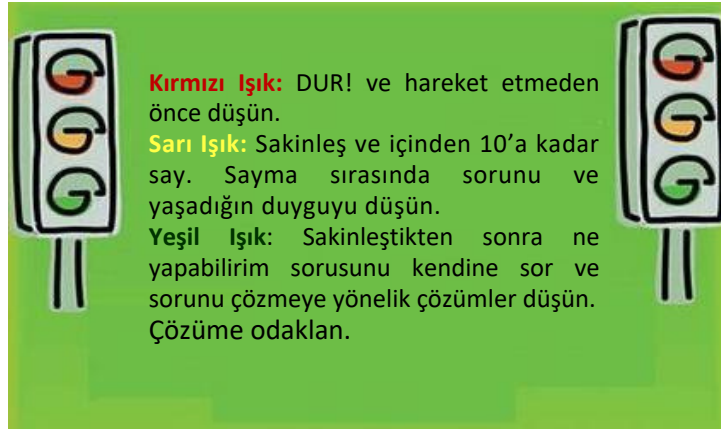 Kırmızı Işık: DUR! ve hareket etmeden
önce düşün.
Sarı Işık: Sakinleş ve içinden 10’a kadar
say. Sayma sırasında sorunu ve
yaşadığın duyguyu düşün.
Yeşil Işık: Sakinleştikten sonra ne
yapabilirim sorusunu kendine sor ve
sorunu çözmeye yönelik çözümler düşün.
Çözüme odaklan.